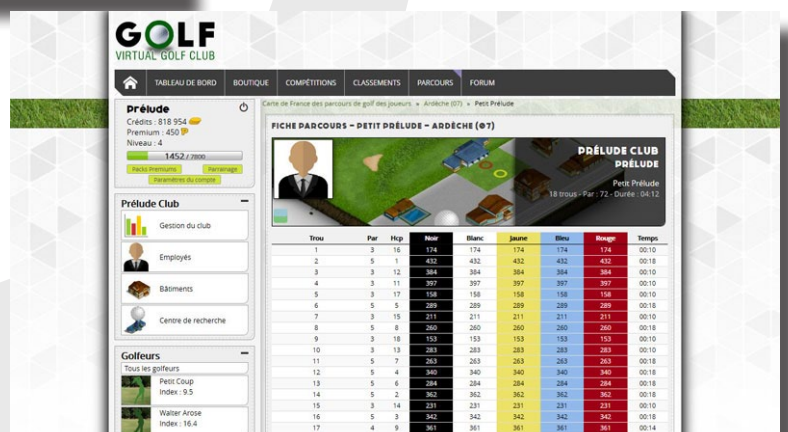 GOLF
VIRTUAL GOLF CLUB
TABLEAU DE BORD BOUTIQUE COMPÉTITIONS CLASSEMENTS PARCOURS FORUM
Prélude
Crédits : 818 954
Premium : 450
Niveau : 4
1452 / 7800
Packs Premiums Parrainage
Paramètres du compte
Prélude Club
Gestion du club
Employés
Bâtiments
Centre de recherche
Golfeurs
Tous les golfeurs
Petit Coup
Index : 9.5
Walter Arose
Index : 16.4
Carte de France des parcours de golf des joueurs » Ardèche (07) » Petit Prélude
FICHE PARCOURS - PETIT PRÉLUDE - ARDÈCHE (07)
PRÉLUDE CLUB
PRÉLUDE
Petit Prélude
18 trous - Par : 72 - Durée : 04:12
Trou Par Hcp Noir Blanc Jaune Bleu Rouge Temps
1 3 16 174 174 174 174 174 00:10
2 5 1 432 432 432 432 432 00:18
3 3 12 384 384 384 384 384 00:10
4 3 11 397 397 397 397 397 00:10
5 3 17 158 158 158 158 158 00:10
6 5 5 289 289 289 289 289 00:18
7 3 15 211 211 211 211 211 00:10
8 5 8 260 260 260 260 260 00:18
9 3 18 153 153 153 153 153 00:10
10 3 13 283 283 283 283 283 00:10
11 5 7 263 263 263 263 263 00:18
12 5 4 340 340 340 340 340 00:18
13 5 6 284 284 284 284 284 00:18
14 5 2 362 362 362 362 362 00:18
15 3 14 231 231 231 231 231 00:10
16 5 3 342 342 342 342 342 00:18
17 4 9 361 361 361 361 361 00:14